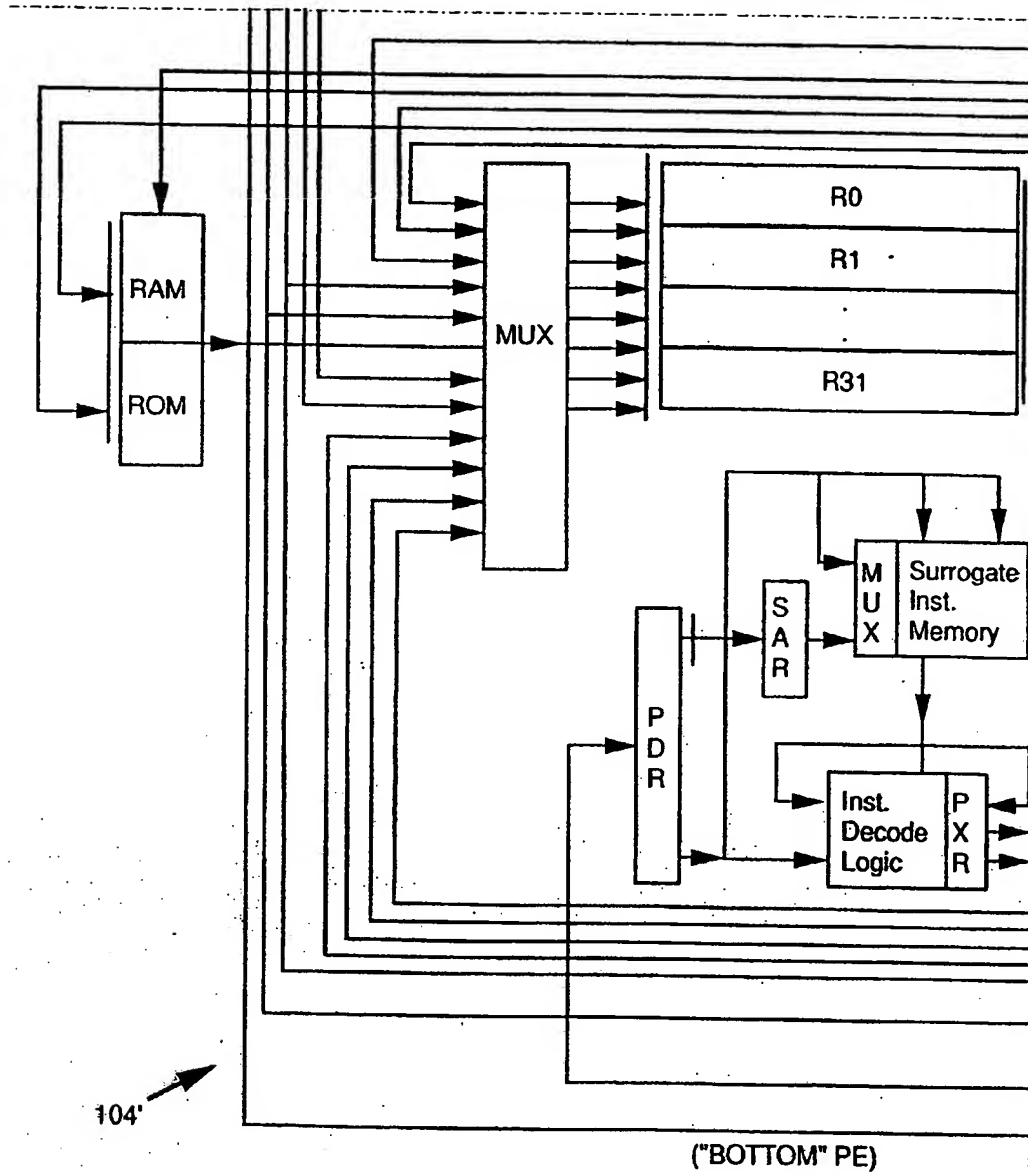 R0
R1
RAM
MUX
R31
ROM
M
U
X
Surrogate
Inst.
Memory
S
A
R
P
D
R
Inst.
Decode
Logic
P
X
R
104'
("BOTTOM" PE)